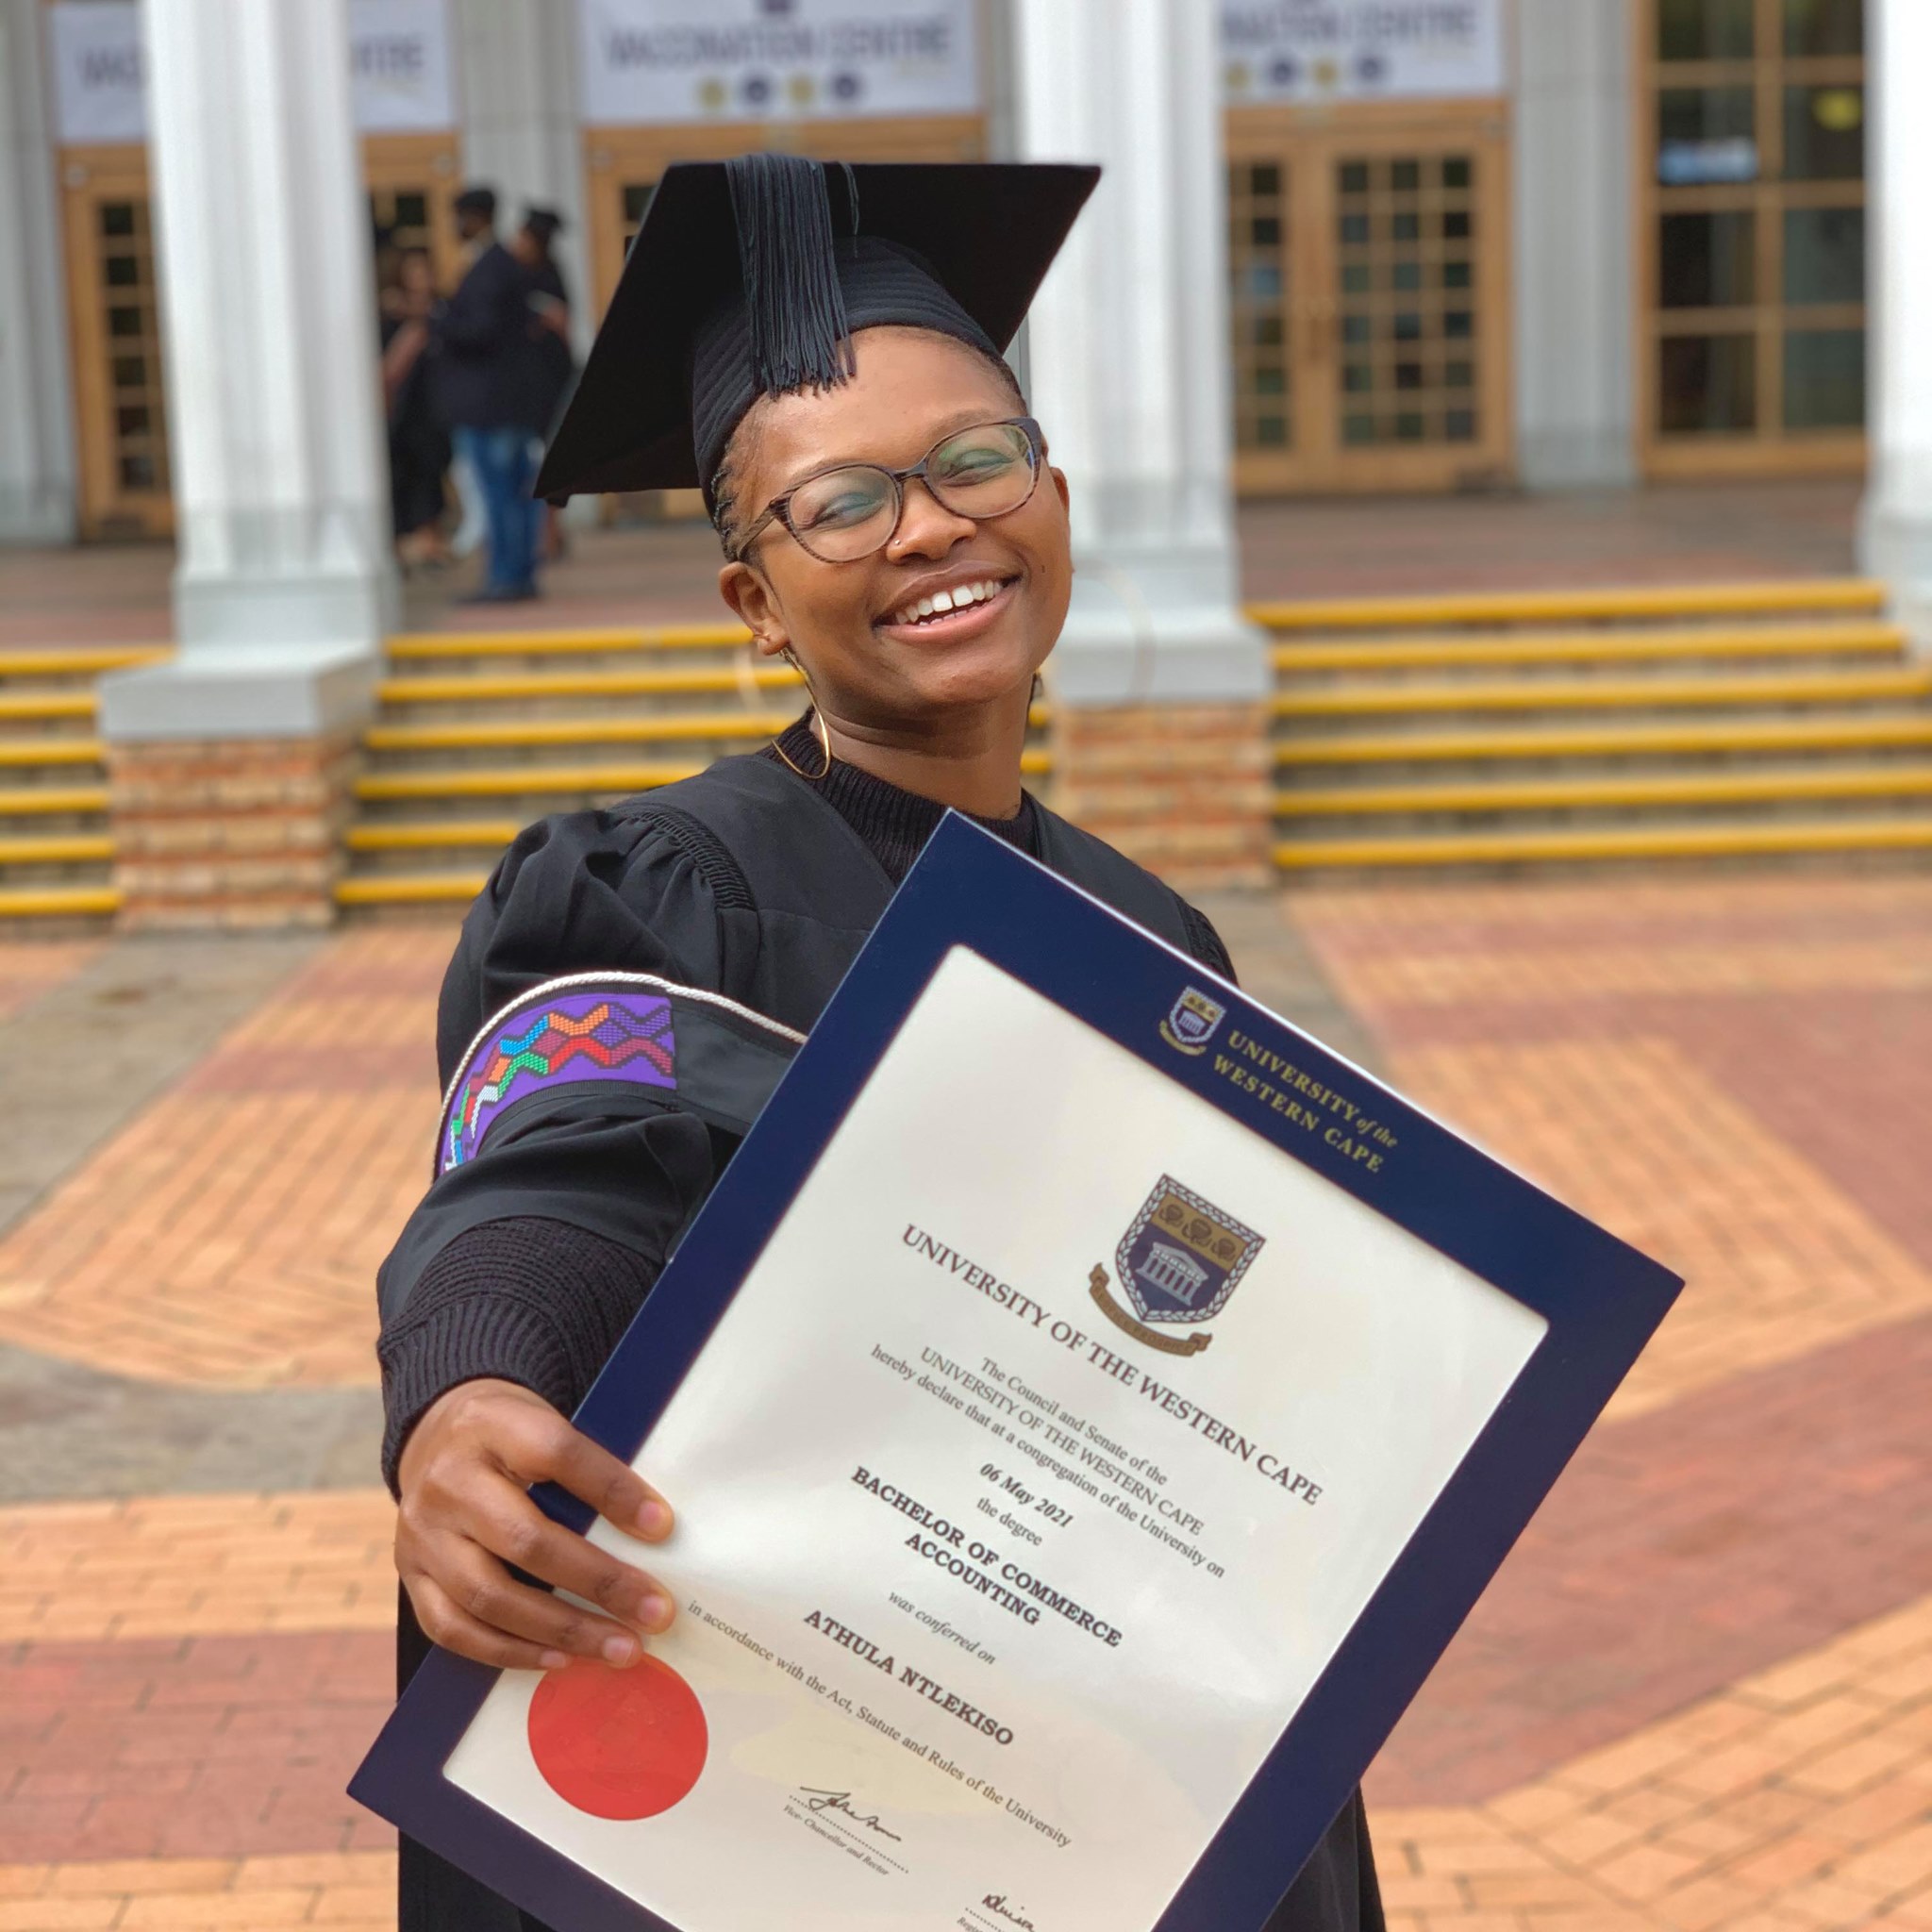 VACCINATION CENTRE
CENTRE
UNIVERSITY of the
WESTERN CAPE
UNIVERSITY OF THE WESTERN CAPE
The Council and Senate of the
UNIVERSITY OF THE WESTERN CAPE
hereby declare that at a congregation of the University on
06 May 2021
the degree
BACHELOR OF COMMERCE
ACCOUNTING
was conferred on
ATHULA NTLEKISO
in accordance with the Act, Statute and Rules of the University
Vice-Chancellor and Rector